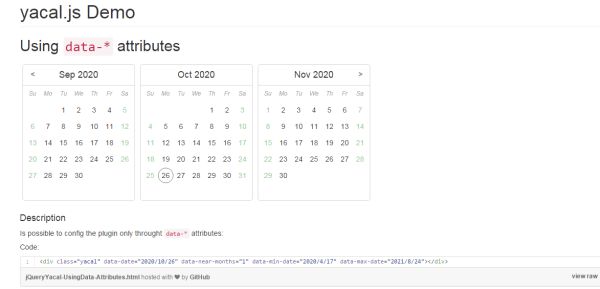 yacal.js Demo
Using data-* attributes
< Sep 2020
Su Mo Tu We Th Fr Sa
1 2 3 4 5
6 7 8 9 10 11 12
13 14 15 16 17 18 19
20 21 22 23 24 25 26
27 28 29 30
Oct 2020
Su Mo Tu We Th Fr Sa
1 2 3
4 5 6 7 8 9 10
11 12 13 14 15 16 17
18 19 20 21 22 23 24
25 26 27 28 29 30 31
Nov 2020 >
Su Mo Tu We Th Fr Sa
1 2 3 4 5 6 7
8 9 10 11 12 13 14
15 16 17 18 19 20 21
22 23 24 25 26 27 28
29 30
Description
Is possible to config the plugin only throught data-* attributes:
Code:
1 <div class="yacal" data-date="2020/10/26" data-near-months="1" data-min-date="2020/4/17" data-max-date="2021/8/24"></div>
jQueryYacal-UsingData-Attributes.html hosted with ❤ by GitHub view raw